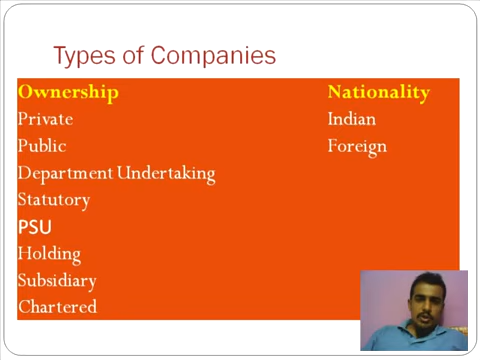 Types of Companies
Ownership
Nationality
Private
Indian
Public
Foreign
Department Undertaking
Statutory
PSU
Holding
Subsidiary
Chartered